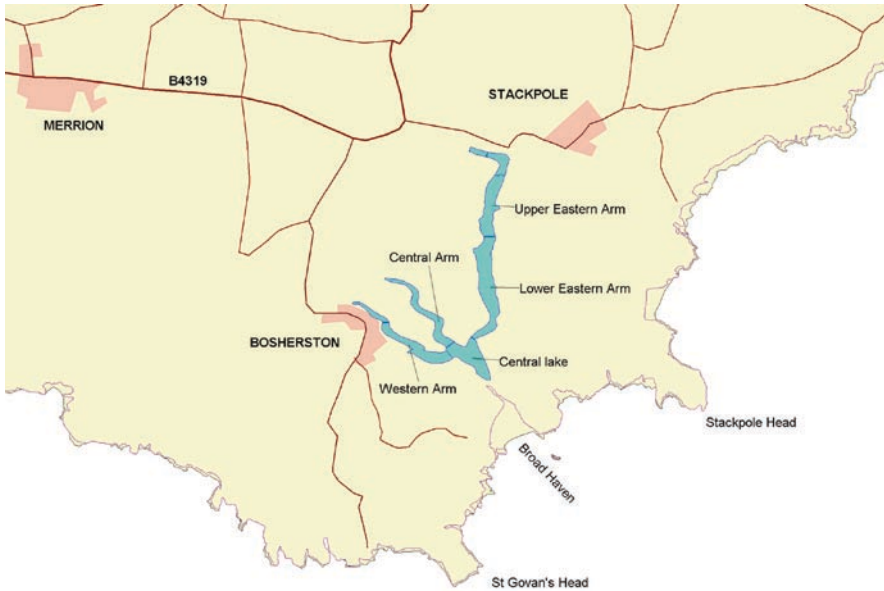 B4319
STACKPOLE
MERRION
Upper Eastern Arm
Central Arm
Lower Eastern Arm
BOSHERSTON
Central lake
Western Arm
Stackpole Head
Broad Haven
St Govan's Head